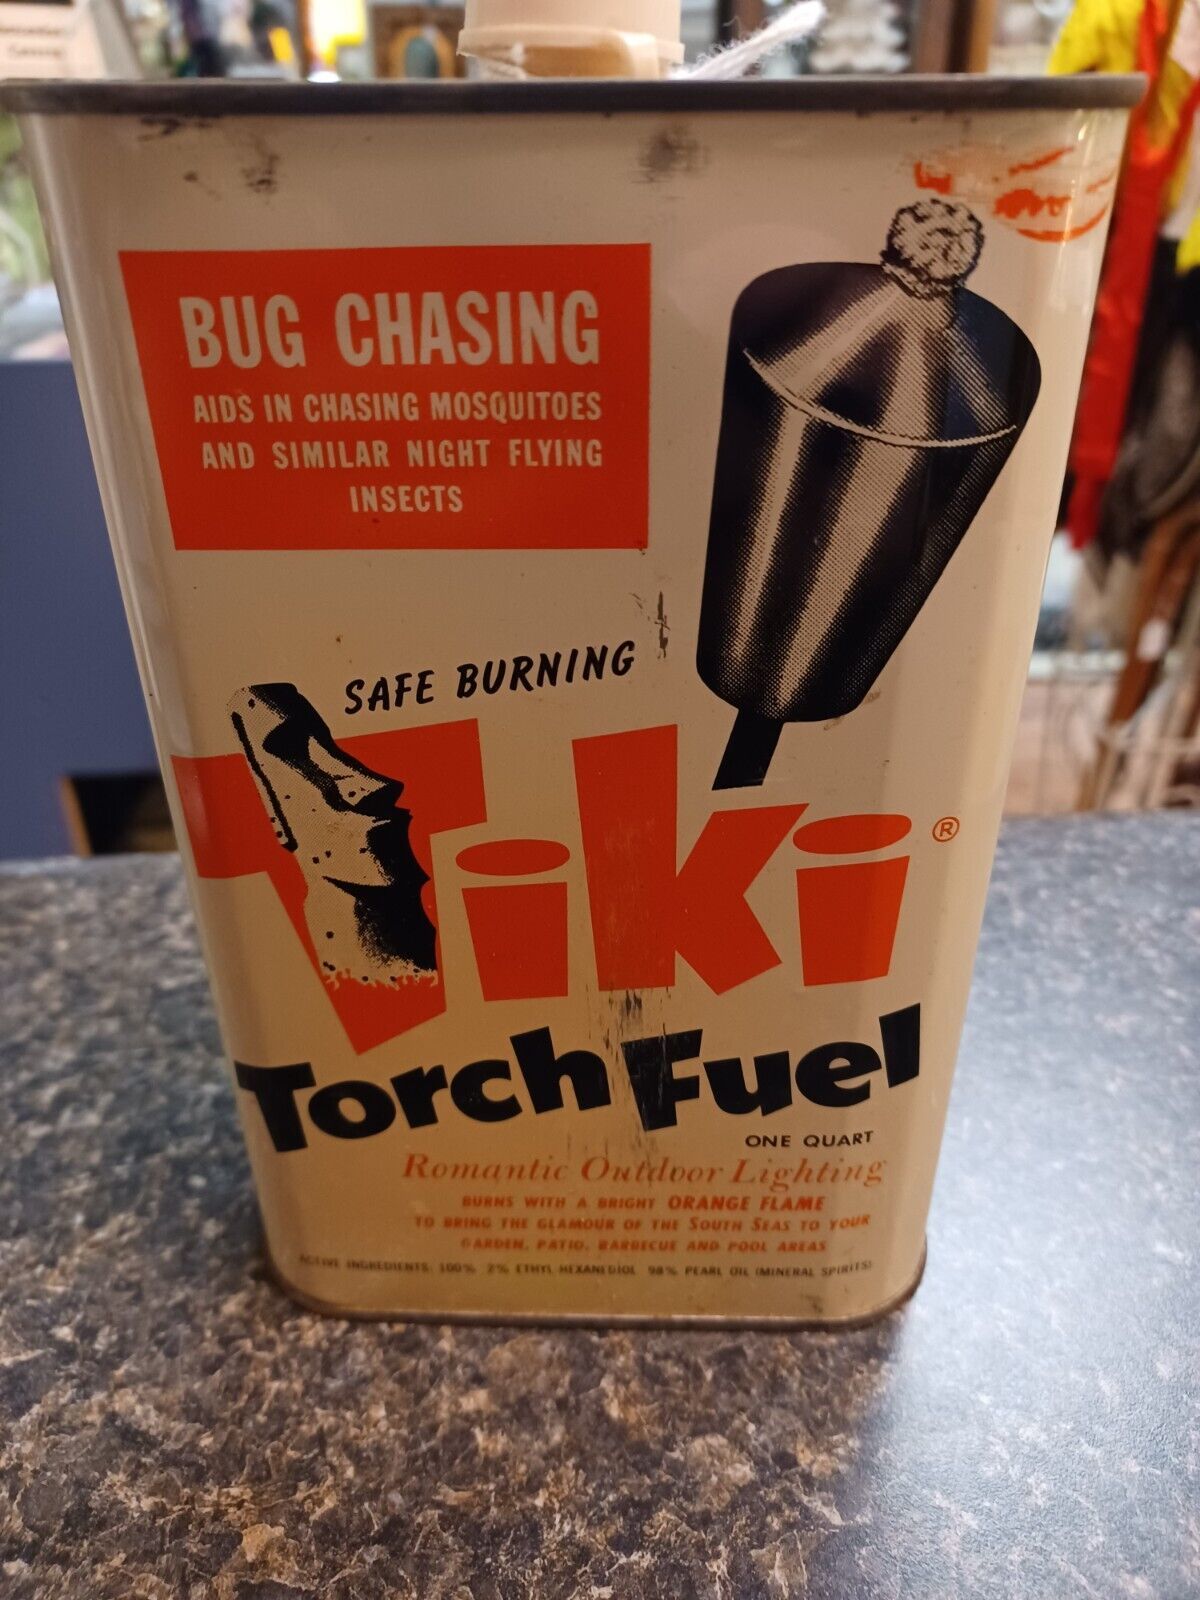 BUG CHASING
AIDS IN CHASING MOSQUITOES
AND SIMILAR NIGHT FLYING
INSECTS
SAFE BURNING
Tiki®
Torch Fuel
ONE QUART
Romantic Outdoor Lighting
BURNS WITH A BRIGHT ORANGE FLAME
TO BRING THE GLAMOUR OF THE SOUTH SEAS TO YOUR
GARDEN, PATIO, BARBECUE AND POOL AREAS
ACTIVE INGREDIENTS: 100% 2% ETHYL HEXANEDIOL 98% PEARL OIL (MINERAL SPIRITS)